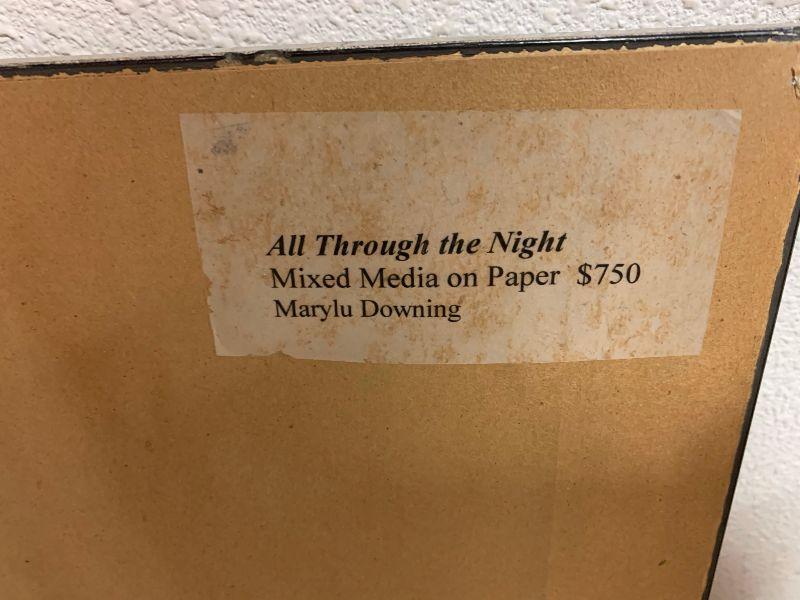 All Through the Night
Mixed Media on Paper $750
Marylu Downing